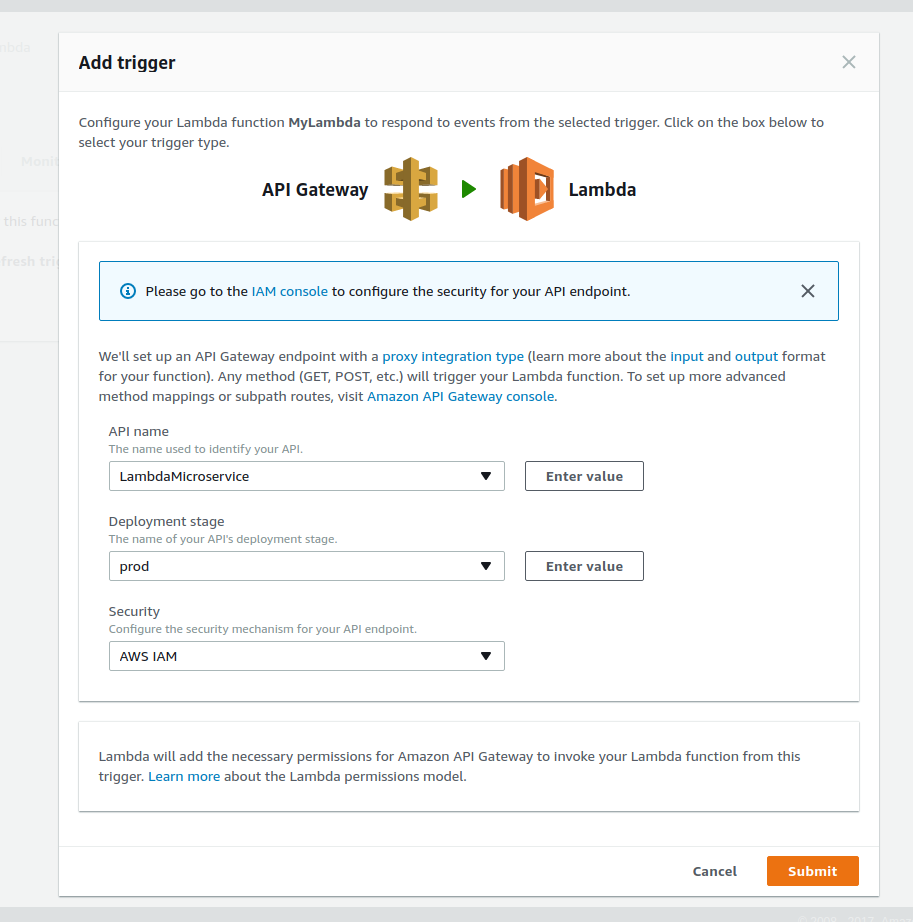 nbda
Add trigger
Configure your Lambda function MyLambda to respond to events from the selected trigger. Click on the box below to
select your trigger type.
Monit
API Gateway
Lambda
this func
fresh trig
Please go to the IAM console to configure the security for your API endpoint.
We'll set up an API Gateway endpoint with a proxy integration type (learn more about the input and output format
for your function). Any method (GET, POST, etc.) will trigger your Lambda function. To set up more advanced
method mappings or subpath routes, visit Amazon API Gateway console.
API name
The name used to identify your API.
LambdaMicroservice
Enter value
Deployment stage
The name of your API's deployment stage.
prod
Enter value
Security
Configure the security mechanism for your API endpoint.
AWS IAM
Lambda will add the necessary permissions for Amazon API Gateway to invoke your Lambda function from this
trigger. Learn more about the Lambda permissions model.
Cancel
Submit